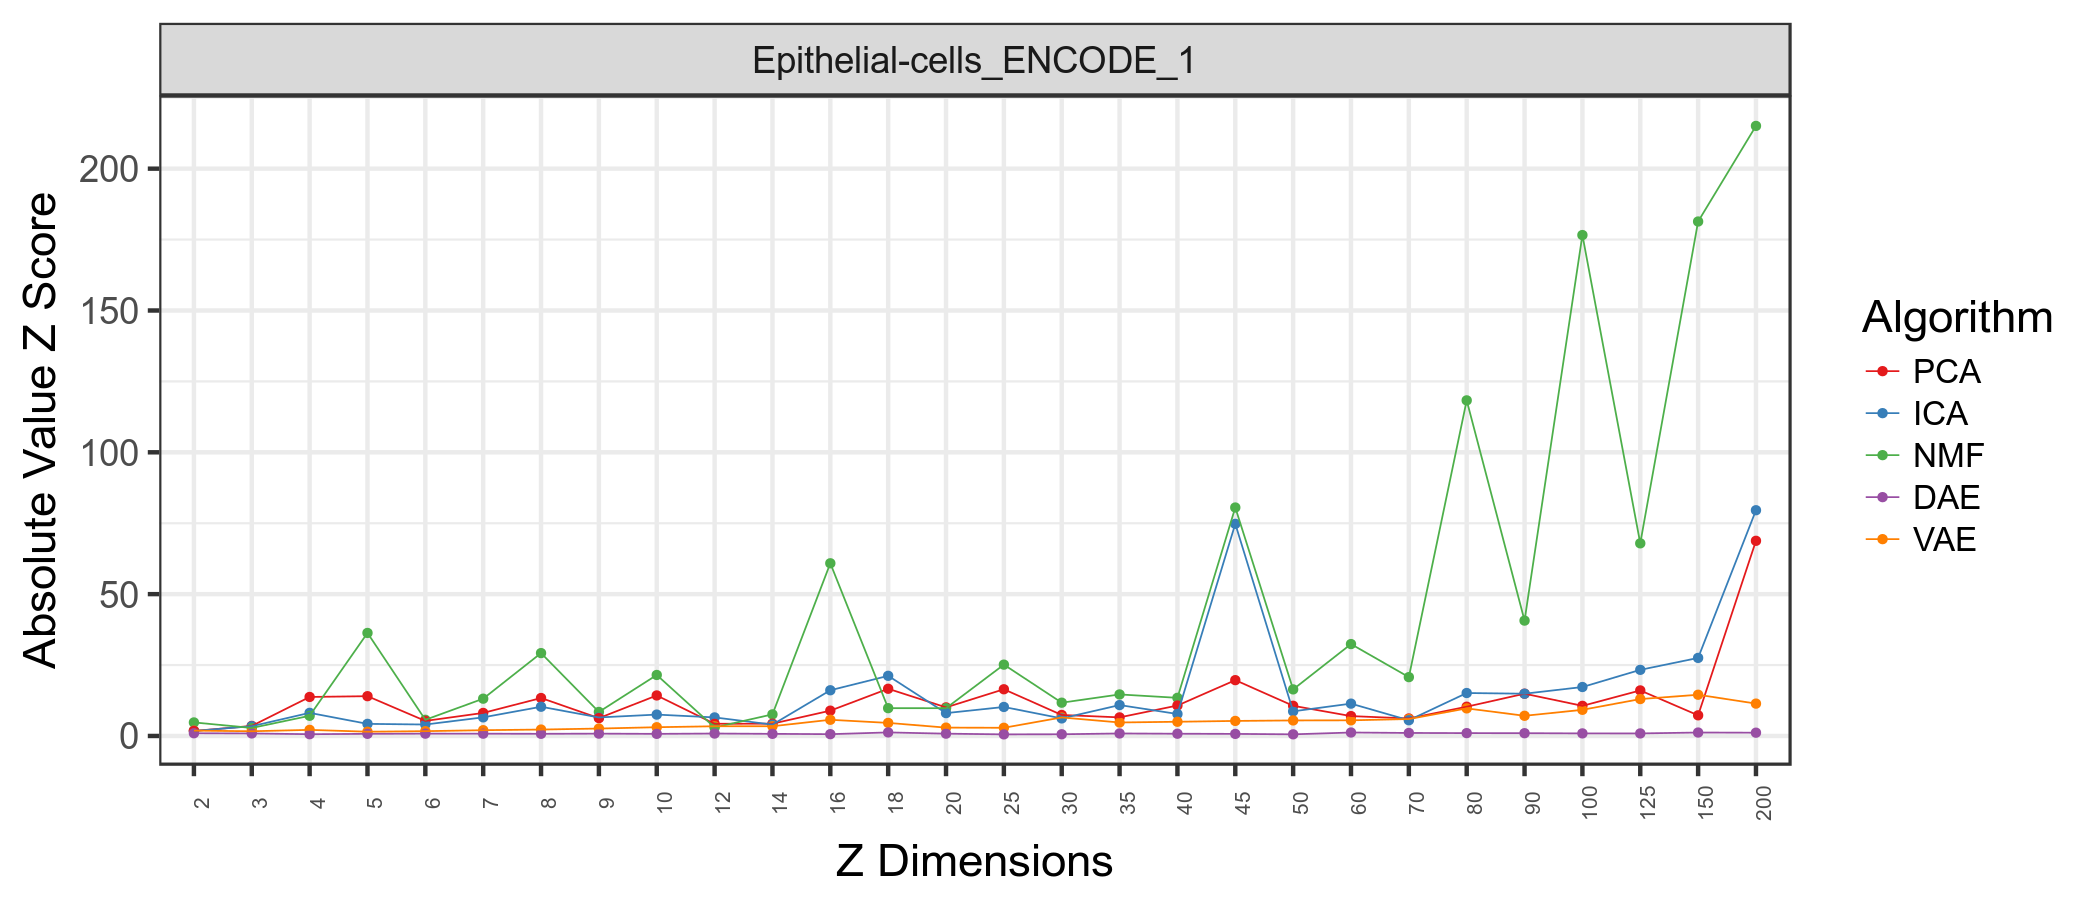 Epithelial-cells_ENCODE_1
Absolute Value Z Score
200
150
100
50
0
2 3 4 5 6 7 8 9 10 12 14 16 18 20 25 30 35 40 45 50 60 70 80 90 100 125 150 200
Z Dimensions
Algorithm
PCA
ICA
NMF
DAE
VAE